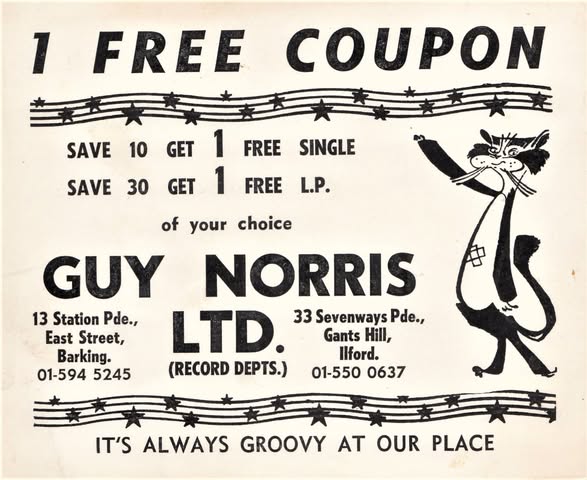 1 FREE COUPON
SAVE 10 GET 1 FREE SINGLE
SAVE 30 GET 1 FREE L.P.
of your choice
GUY NORRIS
LTD.
(RECORD DEPTS.)
13 Station Pde.,
East Street,
Barking.
01-594 5245
33 Sevenways Pde.,
Gants Hill,
Ilford.
01-550 0637
IT'S ALWAYS GROOVY AT OUR PLACE